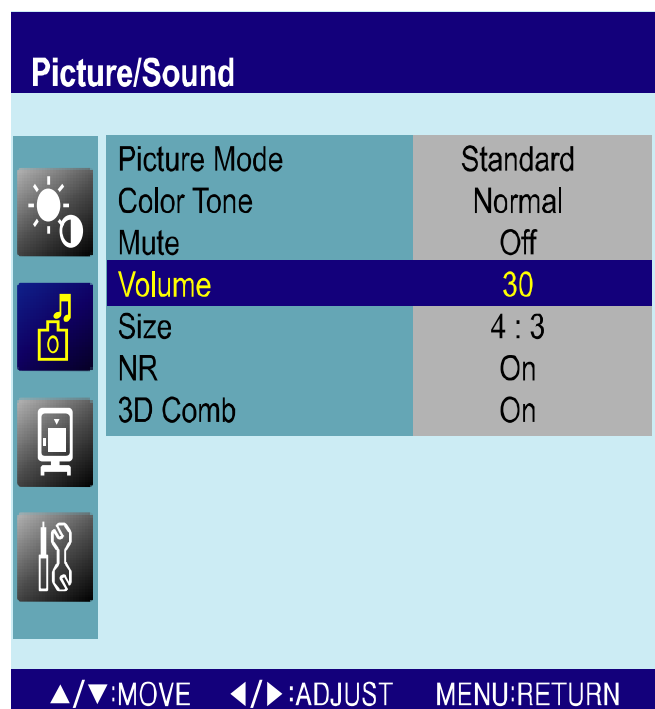 Picture/Sound
Picture Mode Standard
Color Tone Normal
Mute Off
Volume 30
Size 4 : 3
NR On
3D Comb On
▲/▼:MOVE ◀/▶:ADJUST MENU:RETURN